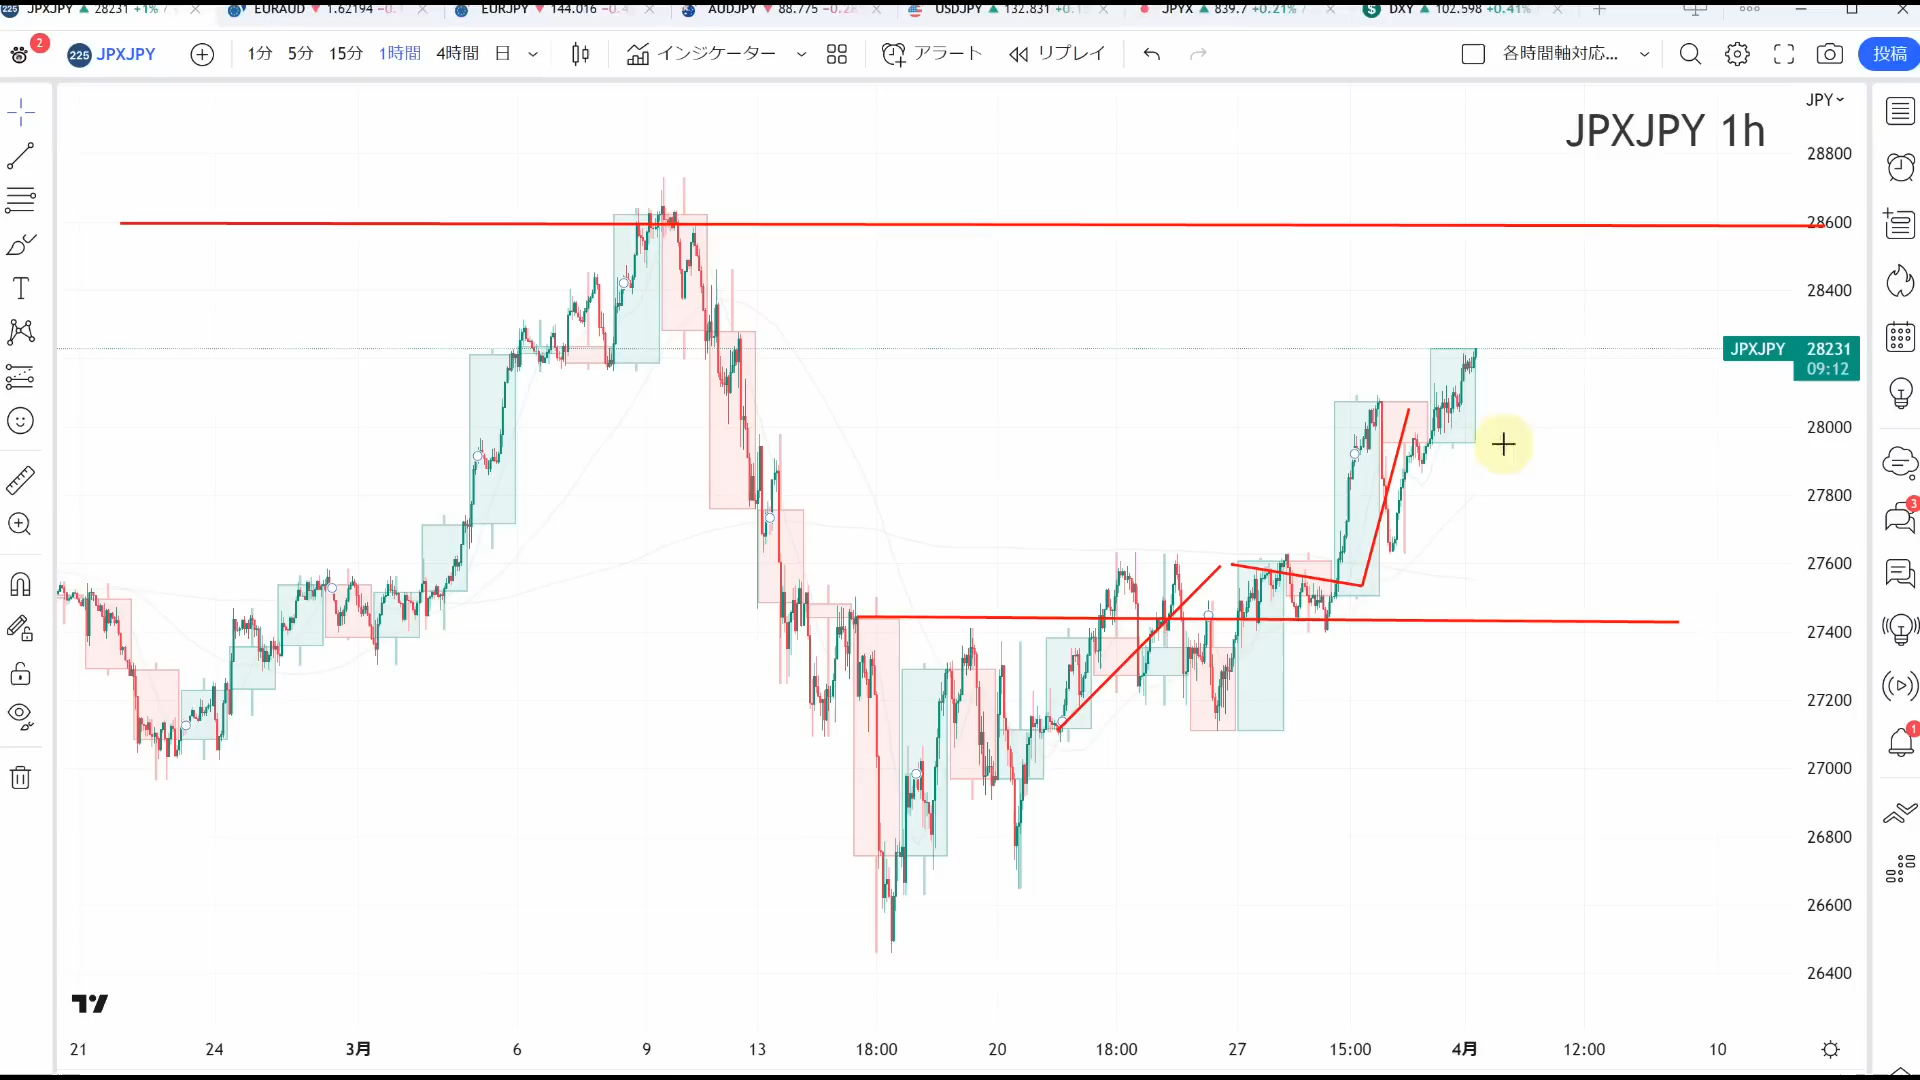 JPXJPY 28231 +1%
EURAUD 1.62194
EURJPY 144.016
AUDJPY 88.775
USDJPY 132.831
JPYX 839.7 +0.21%
DXY 102.598 +0.41%
2
225 JPXJPY 1分 5分 15分 1時間 4時間 日 インジケーター アラート リプレイ 各時間軸対応... 投稿
JPY
JPXJPY 1h
28800
28600
28400
JPXJPY 28231
09:12
28000
27800
27600
27400
27200
27000
26800
26600
26400
3
1
21 24 3月 6 9 13 18:00 20 18:00 27 15:00 4月 12:00 10